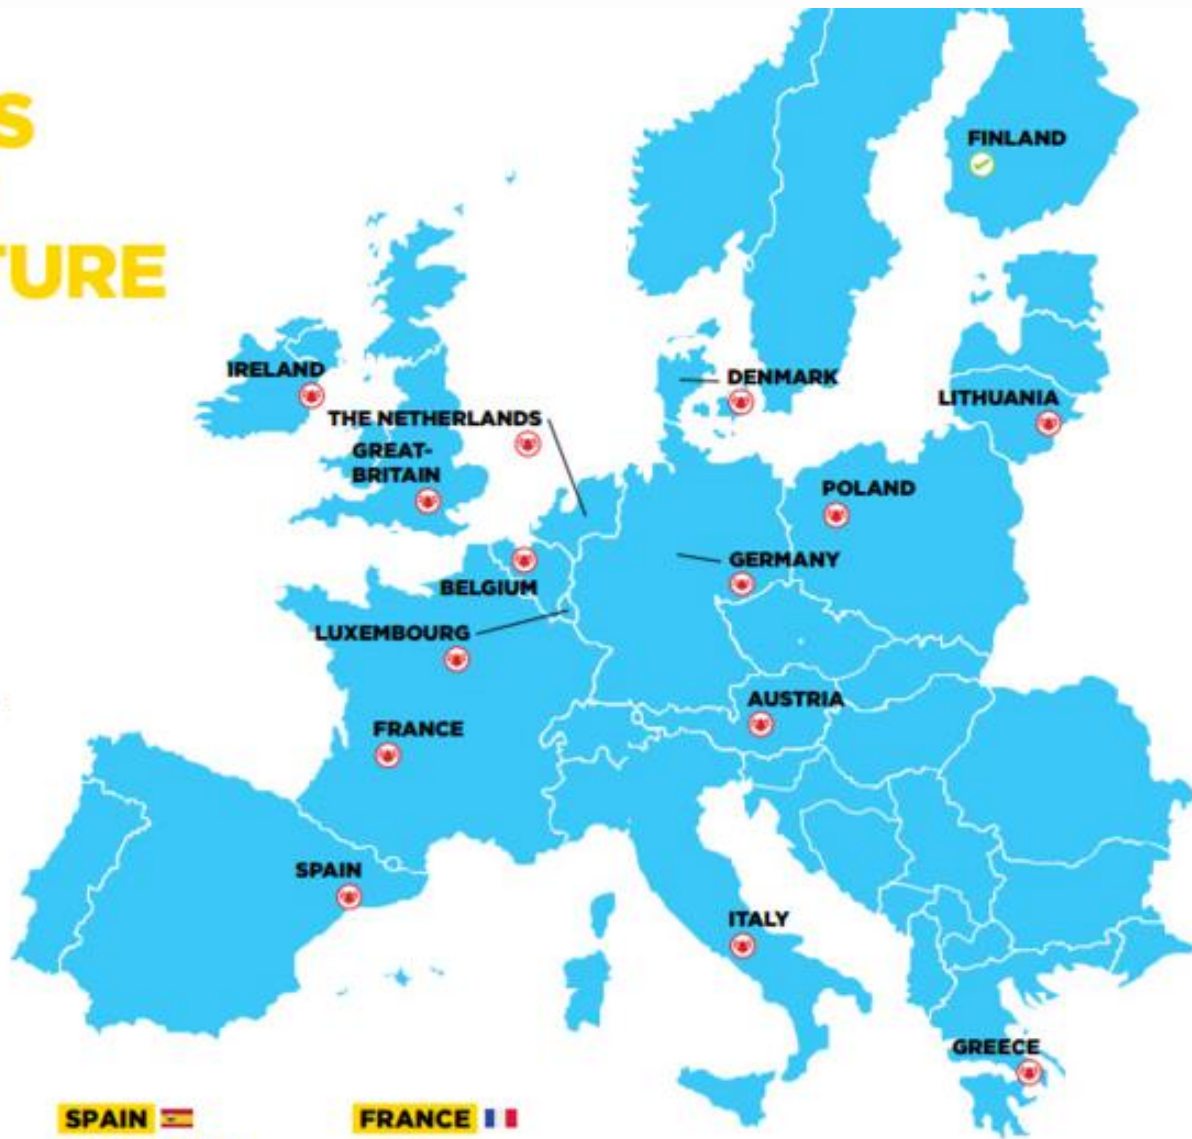 S
TURE
FINLAND
IRELAND
DENMARK
LITHUANIA
THE NETHERLANDS
GREAT-
BRITAIN
POLAND
GERMANY
BELGIUM
LUXEMBOURG
AUSTRIA
FRANCE
SPAIN
ITALY
GREECE
SPAIN
FRANCE